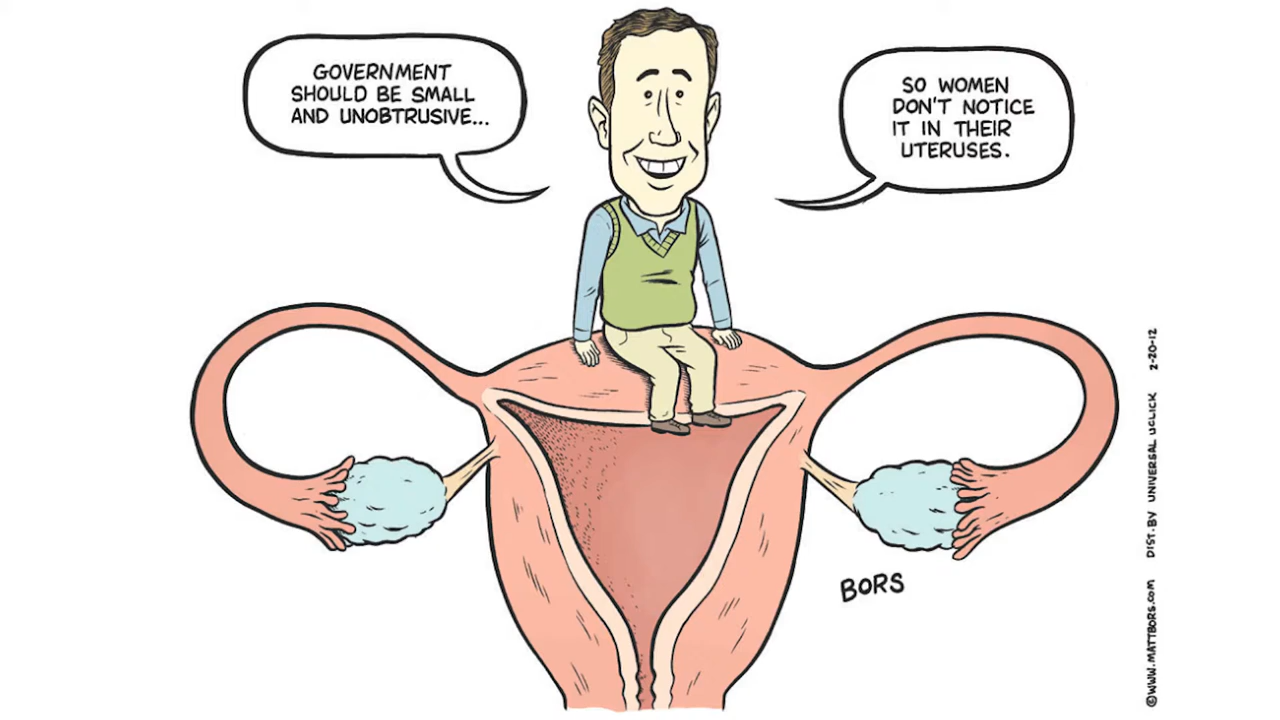 GOVERNMENT
SHOULD BE SMALL
AND UNOBTRUSIVE...
SO WOMEN
DON'T NOTICE
IT IN THEIR
UTERUSES.
BORS
©WWW.MATTBORS.COM DIST. BY UNIVERSAL UCLICK 2-20-12